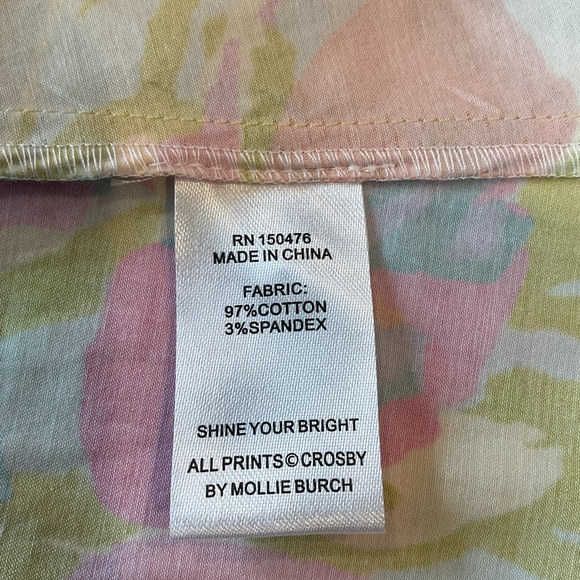 RN 150476
MADE IN CHINA
FABRIC:
97%COTTON
3%SPANDEX
SHINE YOUR BRIGHT
ALL PRINTS©CROSBY
BY MOLLIE BURCH